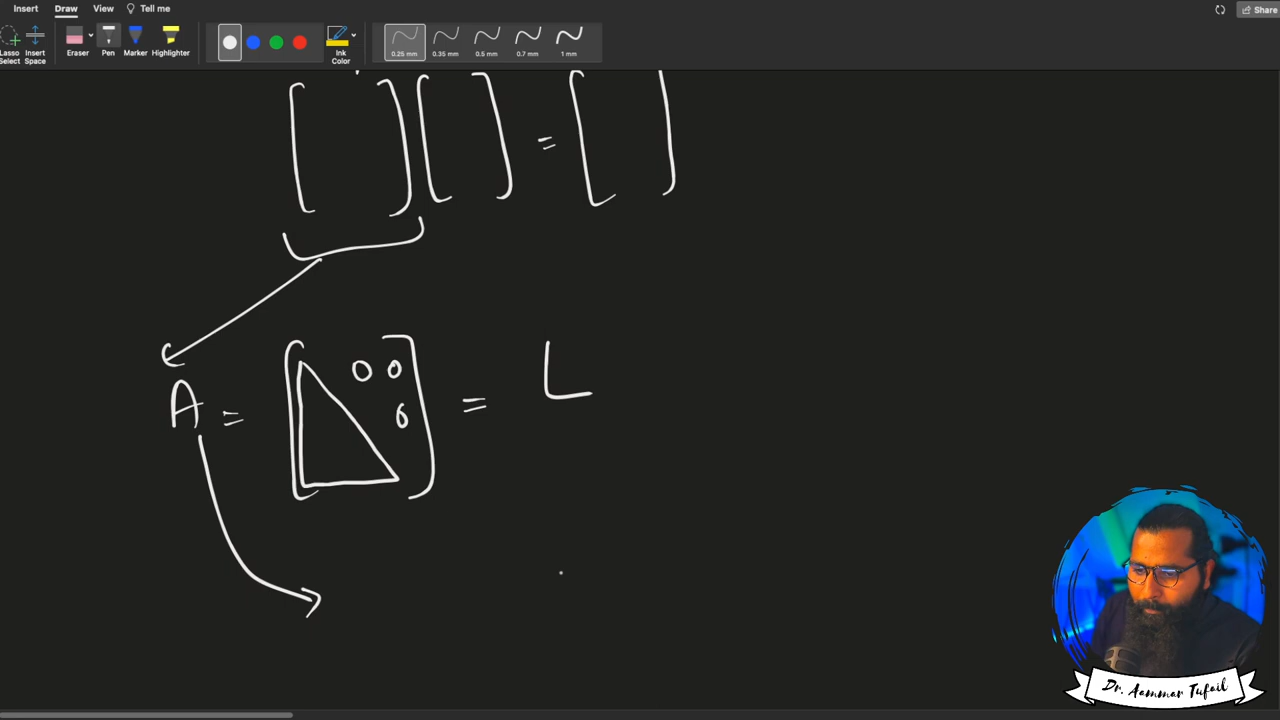 Insert Draw View Tell me
Share
Lasso Select
Insert Space
Eraser
Pen
Marker
Highlighter
Ink Color
0.25 mm
0.35 mm
0.5 mm
0.7 mm
1 mm
[ ] [ ] = [ ]
A = [ 0 0 = L
0 ]
Dr. Aammar Tufail